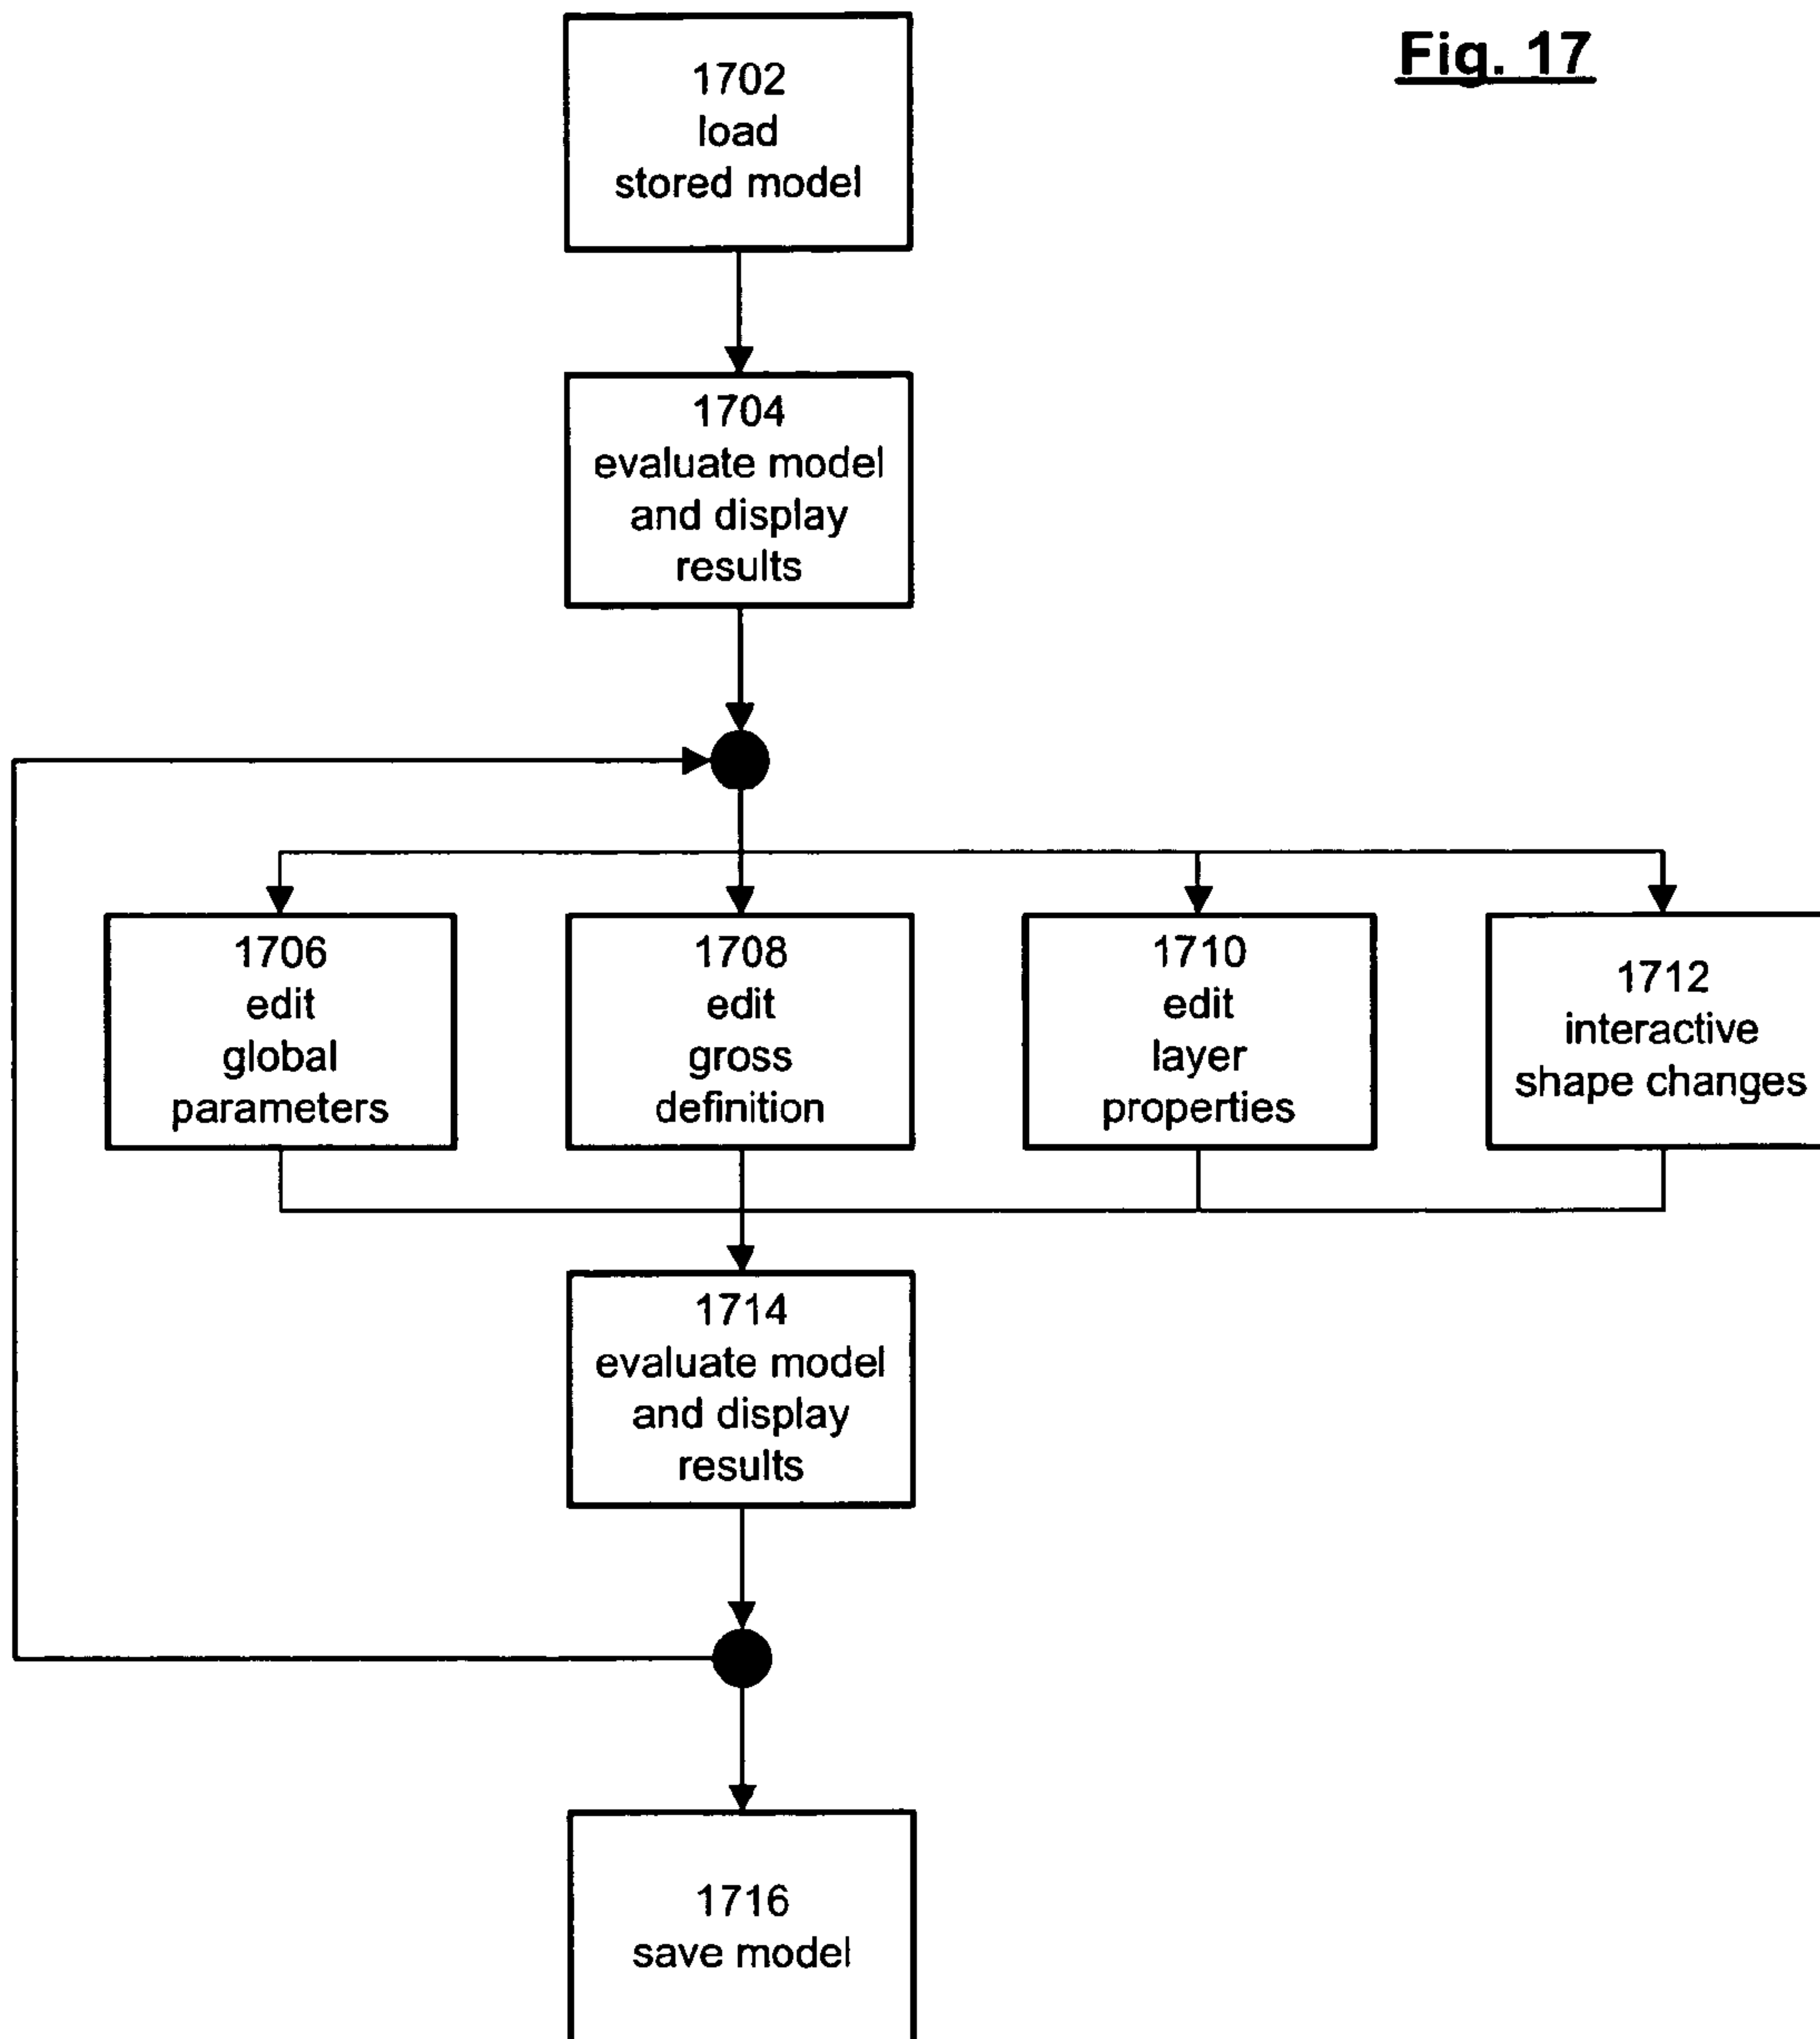 Fig. 17
1702
load
stored model
1704
evaluate model
and display
results
1706
edit
global
parameters
1708
edit
gross
definition
1710
edit
layer
properties
1712
interactive
shape changes
1714
evaluate model
and display
results
1716
save model